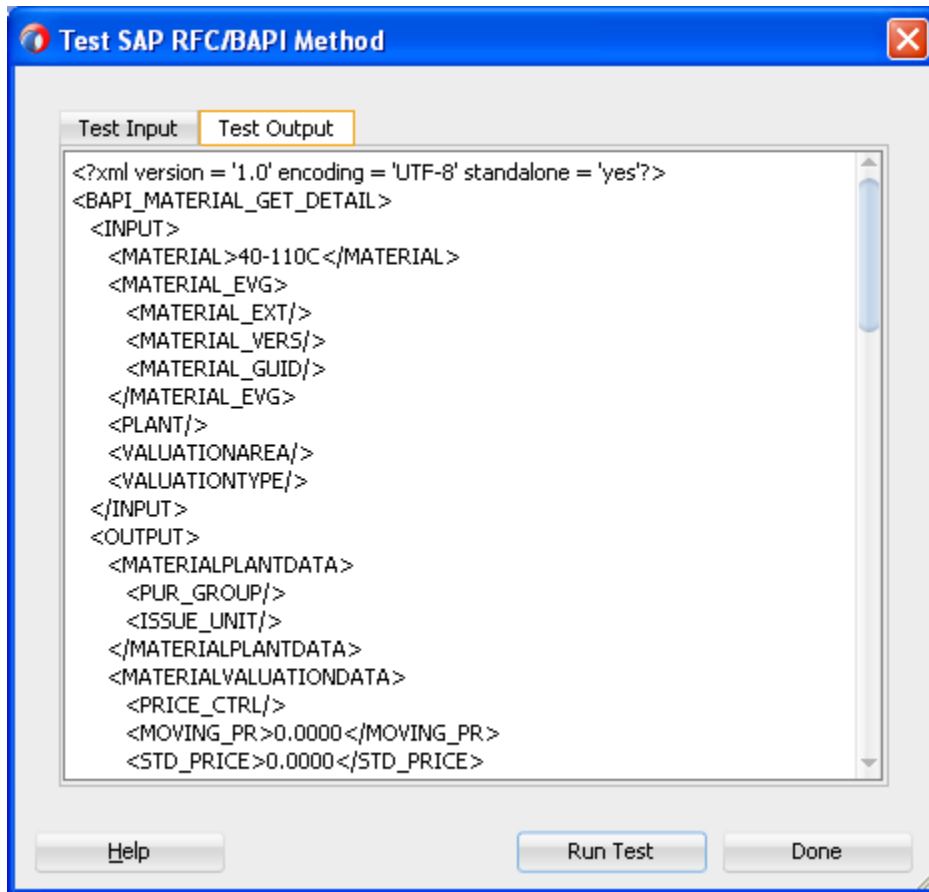 Test SAP RFC/BAPI Method
Test Input
Test Output
<?xml version = '1.0' encoding = 'UTF-8' standalone = 'yes'?>
<BAPI_MATERIAL_GET_DETAIL>
<INPUT>
<MATERIAL>40-110C</MATERIAL>
<MATERIAL_EVG>
<MATERIAL_EXT/>
<MATERIAL_VERS/>
<MATERIAL_GUID/>
</MATERIAL_EVG>
<PLANT/>
<VALUATIONAREA/>
<VALUATIONTYPE/>
</INPUT>
<OUTPUT>
<MATERIALPLANTDATA>
<PUR_GROUP/>
<ISSUE_UNIT/>
</MATERIALPLANTDATA>
<MATERIALVALUATIONDATA>
<PRICE_CTRL/>
<MOVING_PR>0.0000</MOVING_PR>
<STD_PRICE>0.0000</STD_PRICE>
Help
Run Test
Done